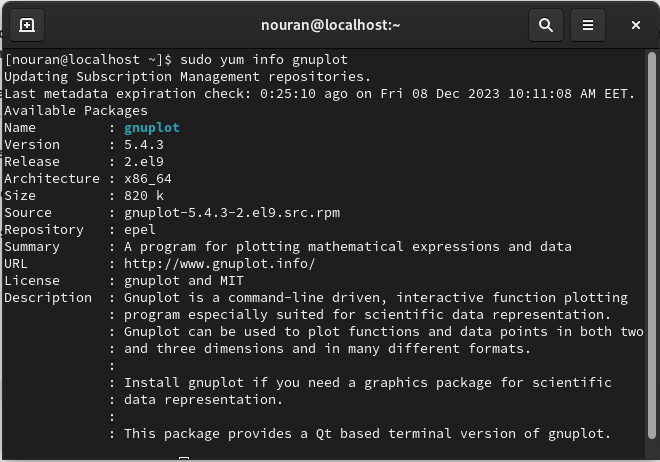 nouran@localhost:~
[nouran@localhost ~]$ sudo yum info gnuplot
Updating Subscription Management repositories.
Last metadata expiration check: 0:25:10 ago on Fri 08 Dec 2023 10:11:08 AM EET.
Available Packages
Name         : gnuplot
Version      : 5.4.3
Release      : 2.el9
Architecture : x86_64
Size         : 820 k
Source       : gnuplot-5.4.3-2.el9.src.rpm
Repository   : epel
Summary      : A program for plotting mathematical expressions and data
URL          : http://www.gnuplot.info/
License      : gnuplot and MIT
Description  : Gnuplot is a command-line driven, interactive function plotting
             : program especially suited for scientific data representation.
             : Gnuplot can be used to plot functions and data points in both two
             : and three dimensions and in many different formats.
             :
             : Install gnuplot if you need a graphics package for scientific
             : data representation.
             :
             : This package provides a Qt based terminal version of gnuplot.